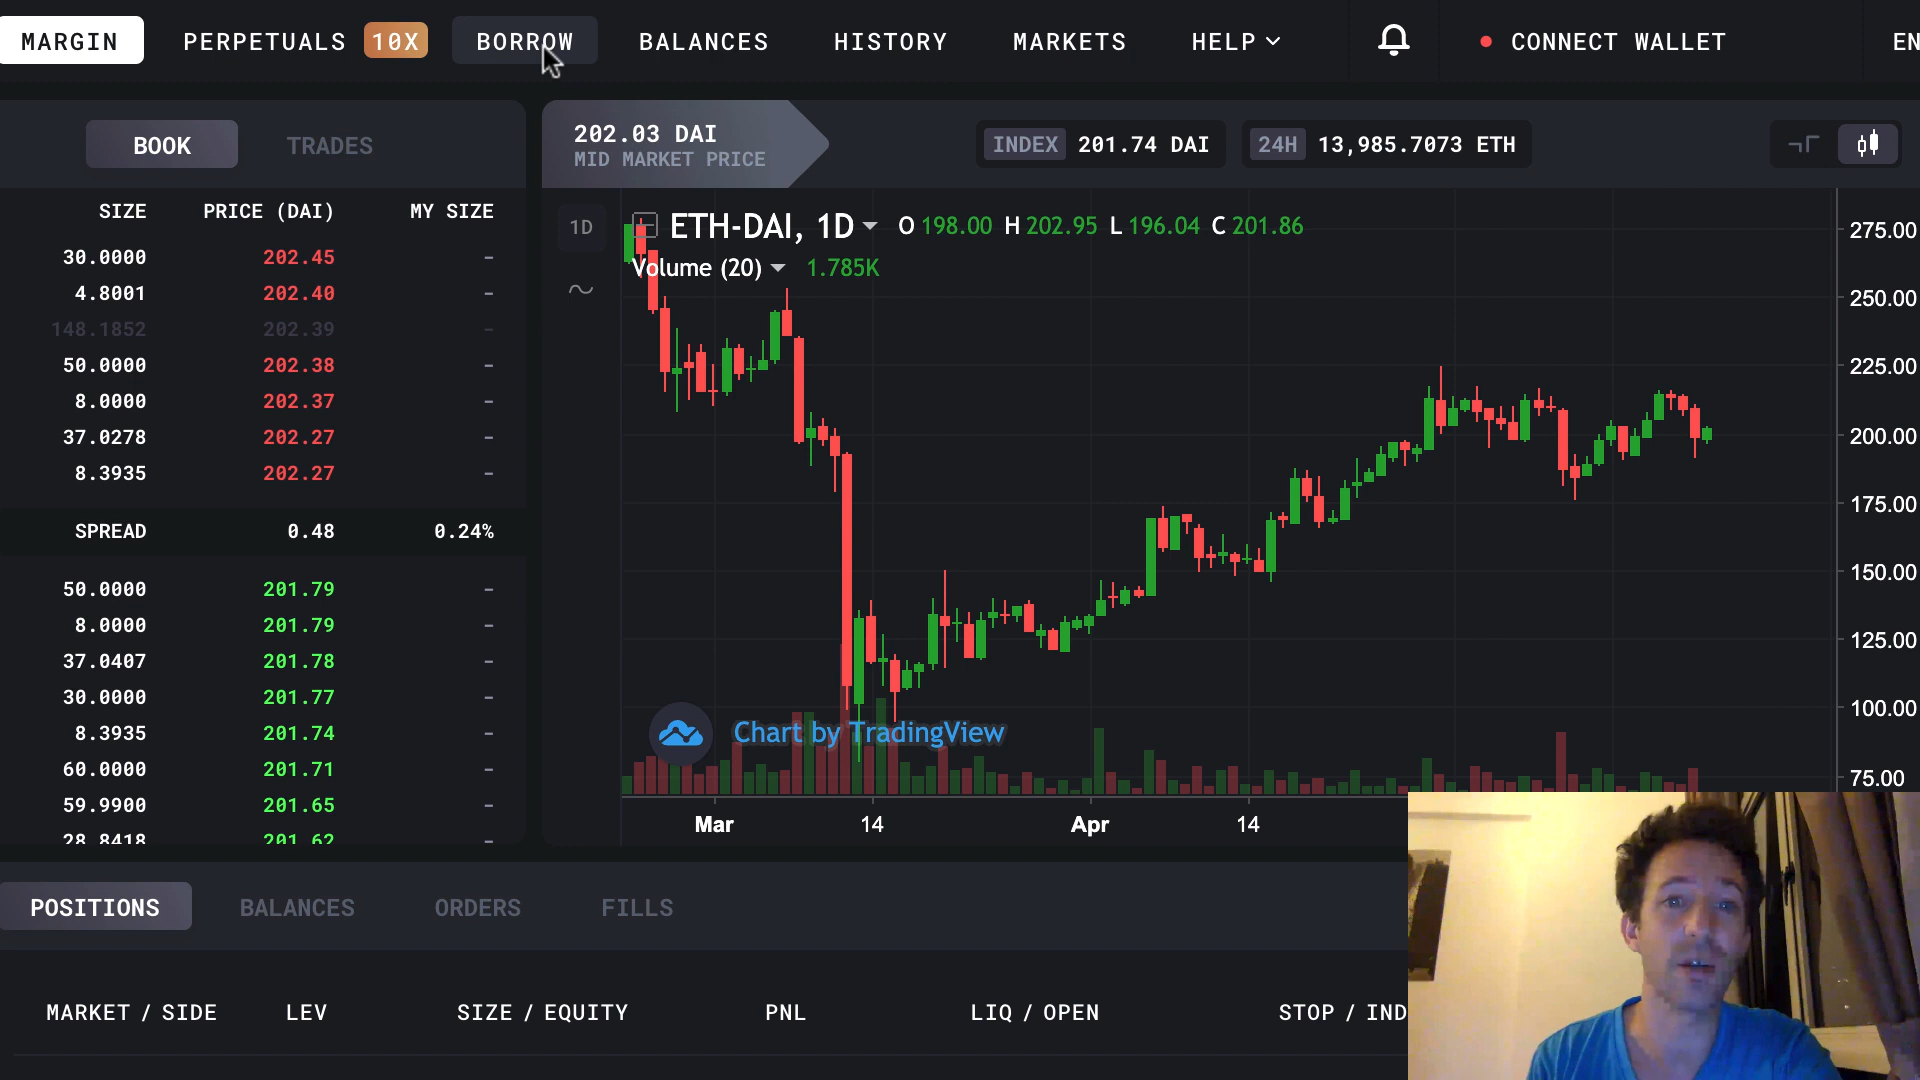 MARGIN PERPETUALS 10X BORROW BALANCES HISTORY MARKETS HELP CONNECT WALLET EN
BOOK TRADES
SIZE PRICE (DAI) MY SIZE
30.0000 202.45 -
4.8001 202.40 -
148.1852 202.39 -
50.0000 202.38 -
8.0000 202.37 -
37.0278 202.27 -
8.3935 202.27 -
SPREAD 0.48 0.24%
50.0000 201.79 -
8.0000 201.79 -
37.0407 201.78 -
30.0000 201.77 -
8.3935 201.74 -
60.0000 201.71 -
59.9900 201.65 -
28.8418 201.62 -
202.03 DAI
MID MARKET PRICE
INDEX 201.74 DAI
24H 13,985.7073 ETH
1D
ETH-DAI, 1D O 198.00 H 202.95 L 196.04 C 201.86
Volume (20) 1.785K
275.00
250.00
225.00
200.00
175.00
150.00
125.00
100.00
75.00
Chart by TradingView
Mar 14 Apr 14
POSITIONS BALANCES ORDERS FILLS
MARKET / SIDE LEV SIZE / EQUITY PNL LIQ / OPEN STOP / IND